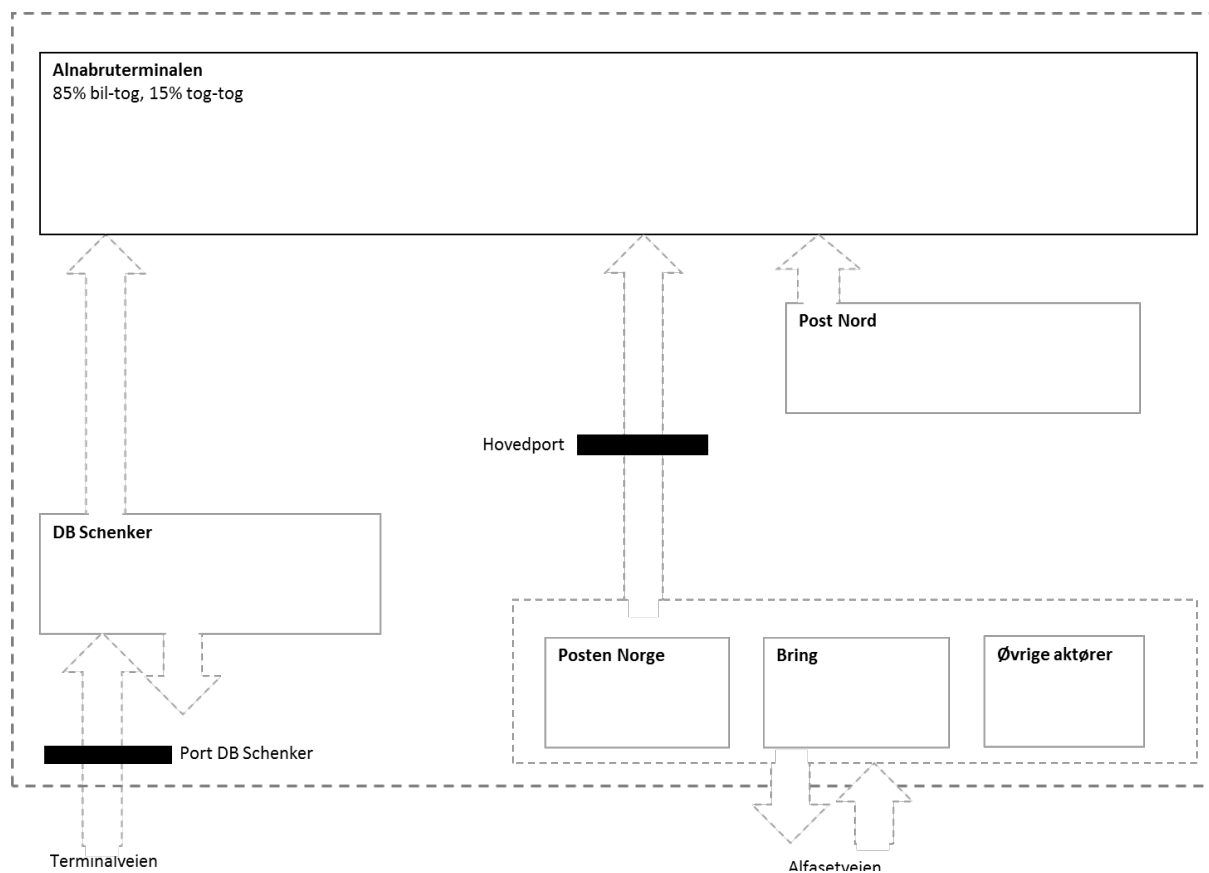 Alnabruterminalen
85% bil-tog, 15% tog-tog
Post Nord
Hovedport
DB Schenker
Posten Norge
Bring
Øvrige aktører
Port DB Schenker
Terminalveien
Alfasetveien